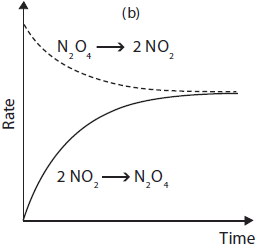 (b)
N₂O₄ ⟶ 2 NO₂
Rate
2 NO₂ ⟶ N₂O₄
Time